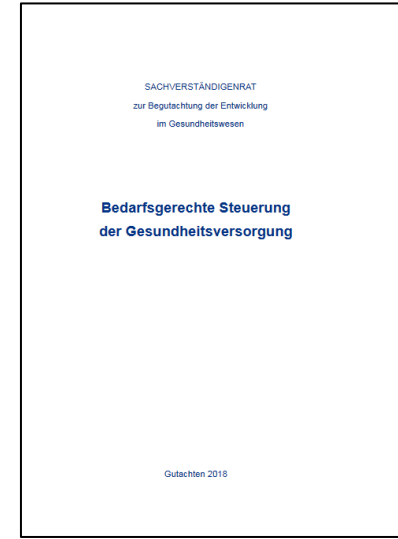 SACHVERSTÄNDIGENRAT
zur Begutachtung der Entwicklung
im Gesundheitswesen
Bedarfsgerechte Steuerung
der Gesundheitsversorgung
Gutachten 2018